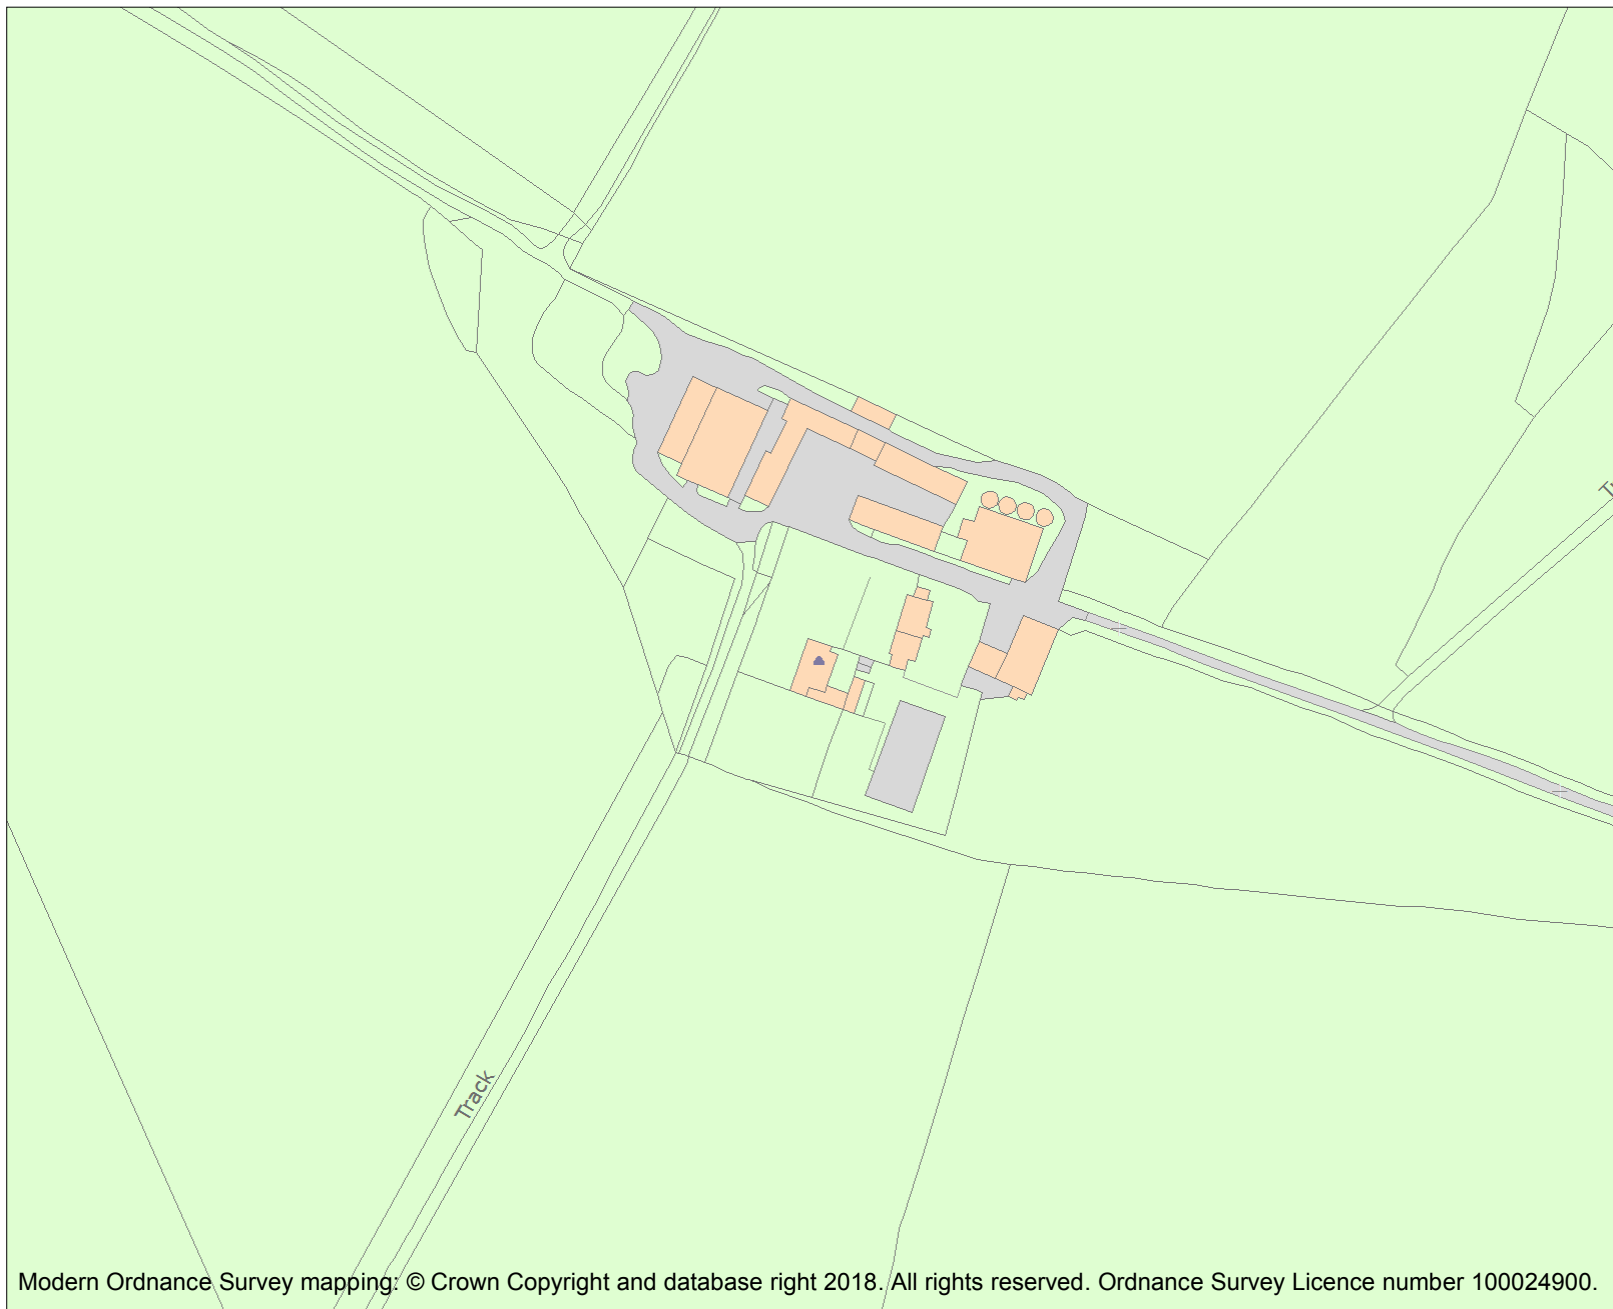 Track
Modern Ordnance Survey mapping: © Crown Copyright and database right 2018. All rights reserved. Ordnance Survey Licence number 100024900.